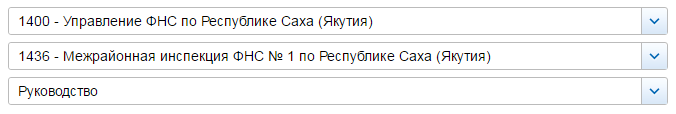 1400 - Управление ФНС по Республике Саха (Якутия)
1436 - Межрайонная инспекция ФНС № 1 по Республике Саха (Якутия)
Руководство